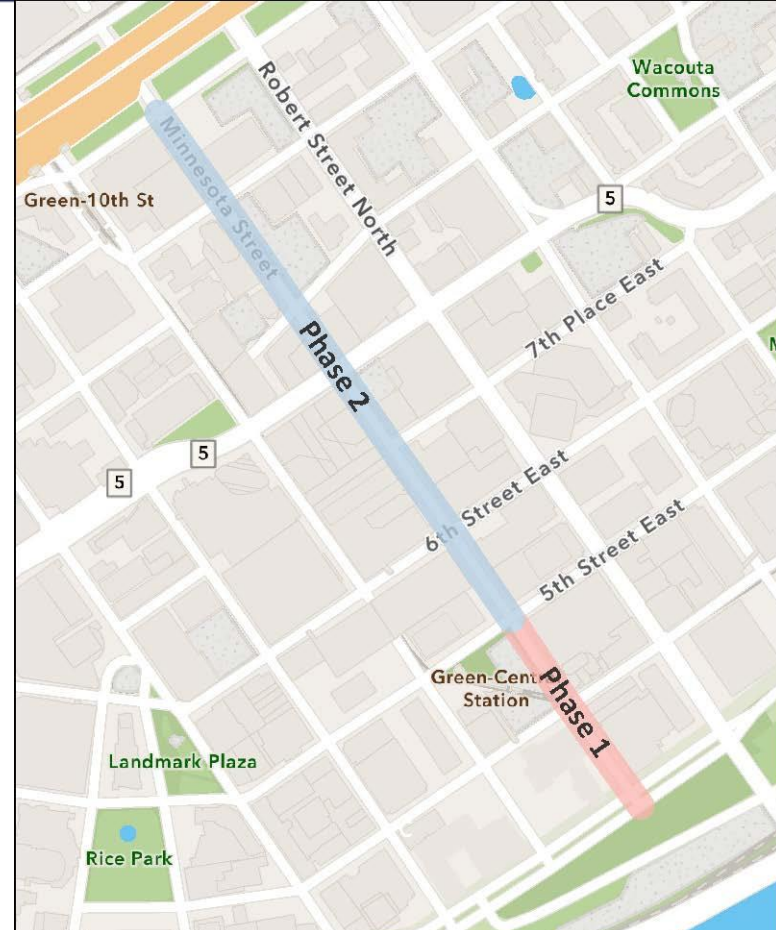 Wacouta
Commons
Robert Street North
Minnesota Street
Green-10th St
5
7th Place East
Phase 2
5
5
6th Street East
5th Street East
Green-Cent
Station
Phase 1
Landmark Plaza
Rice Park
M